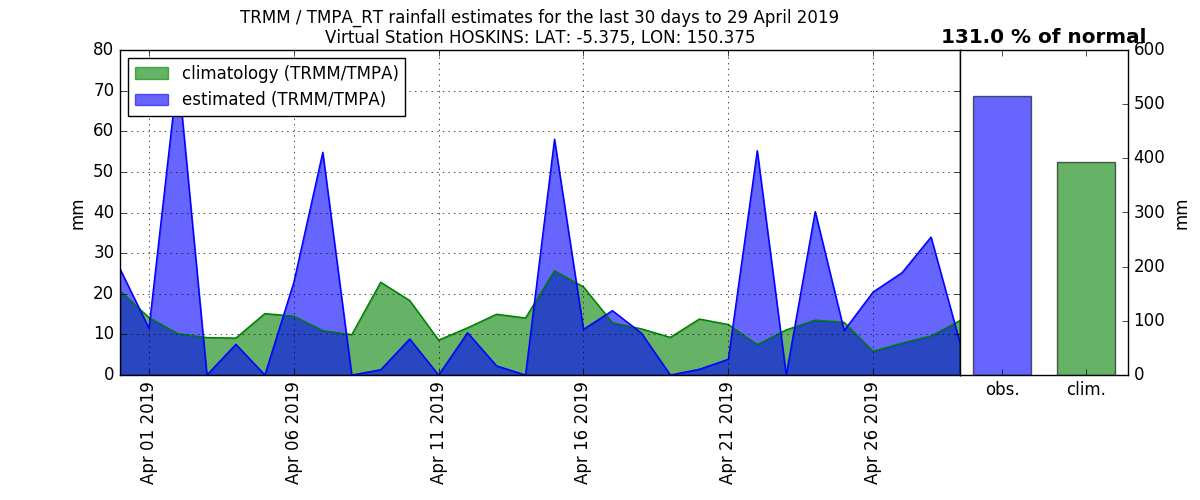 TRMM / TMPA_RT rainfall estimates for the last 30 days to 29 April 2019
Virtual Station HOSKINS: LAT: -5.375, LON: 150.375
131.0 % of normal
climatology (TRMM/TMPA)
estimated (TRMM/TMPA)
80
70
60
50
40
30
20
10
0
mm
Apr 01 2019
Apr 06 2019
Apr 11 2019
Apr 16 2019
Apr 21 2019
Apr 26 2019
obs.
clim.
600
500
400
300
200
100
0
mm